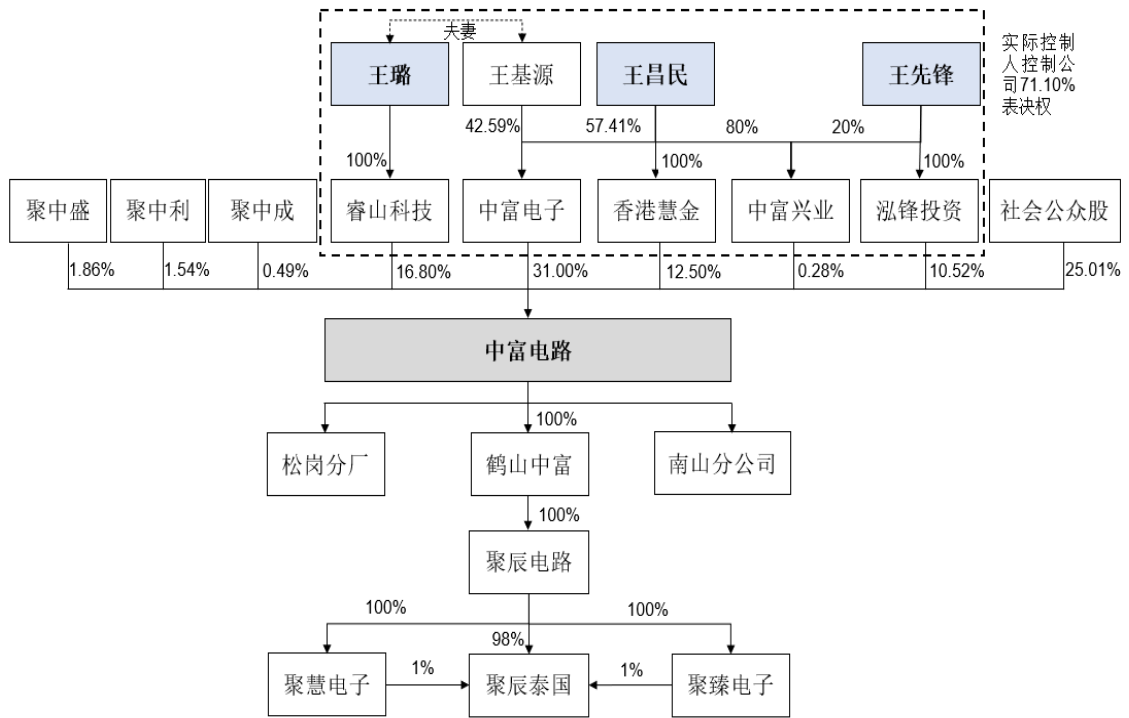 夫妻
王璐
王基源
王昌民
王先锋
实际控制
人控制公
司71.10%
表决权
42.59%
57.41%
80%
20%
100%
100%
100%
聚中盛
聚中利
聚中成
睿山科技
中富电子
香港慧金
中富兴业
泓锋投资
社会公众股
1.86%
1.54%
0.49%
16.80%
31.00%
12.50%
0.28%
10.52%
25.01%
中富电路
100%
松岗分厂
鹤山中富
南山分公司
100%
聚辰电路
100%
100%
98%
聚慧电子
1%
聚辰泰国
1%
聚臻电子